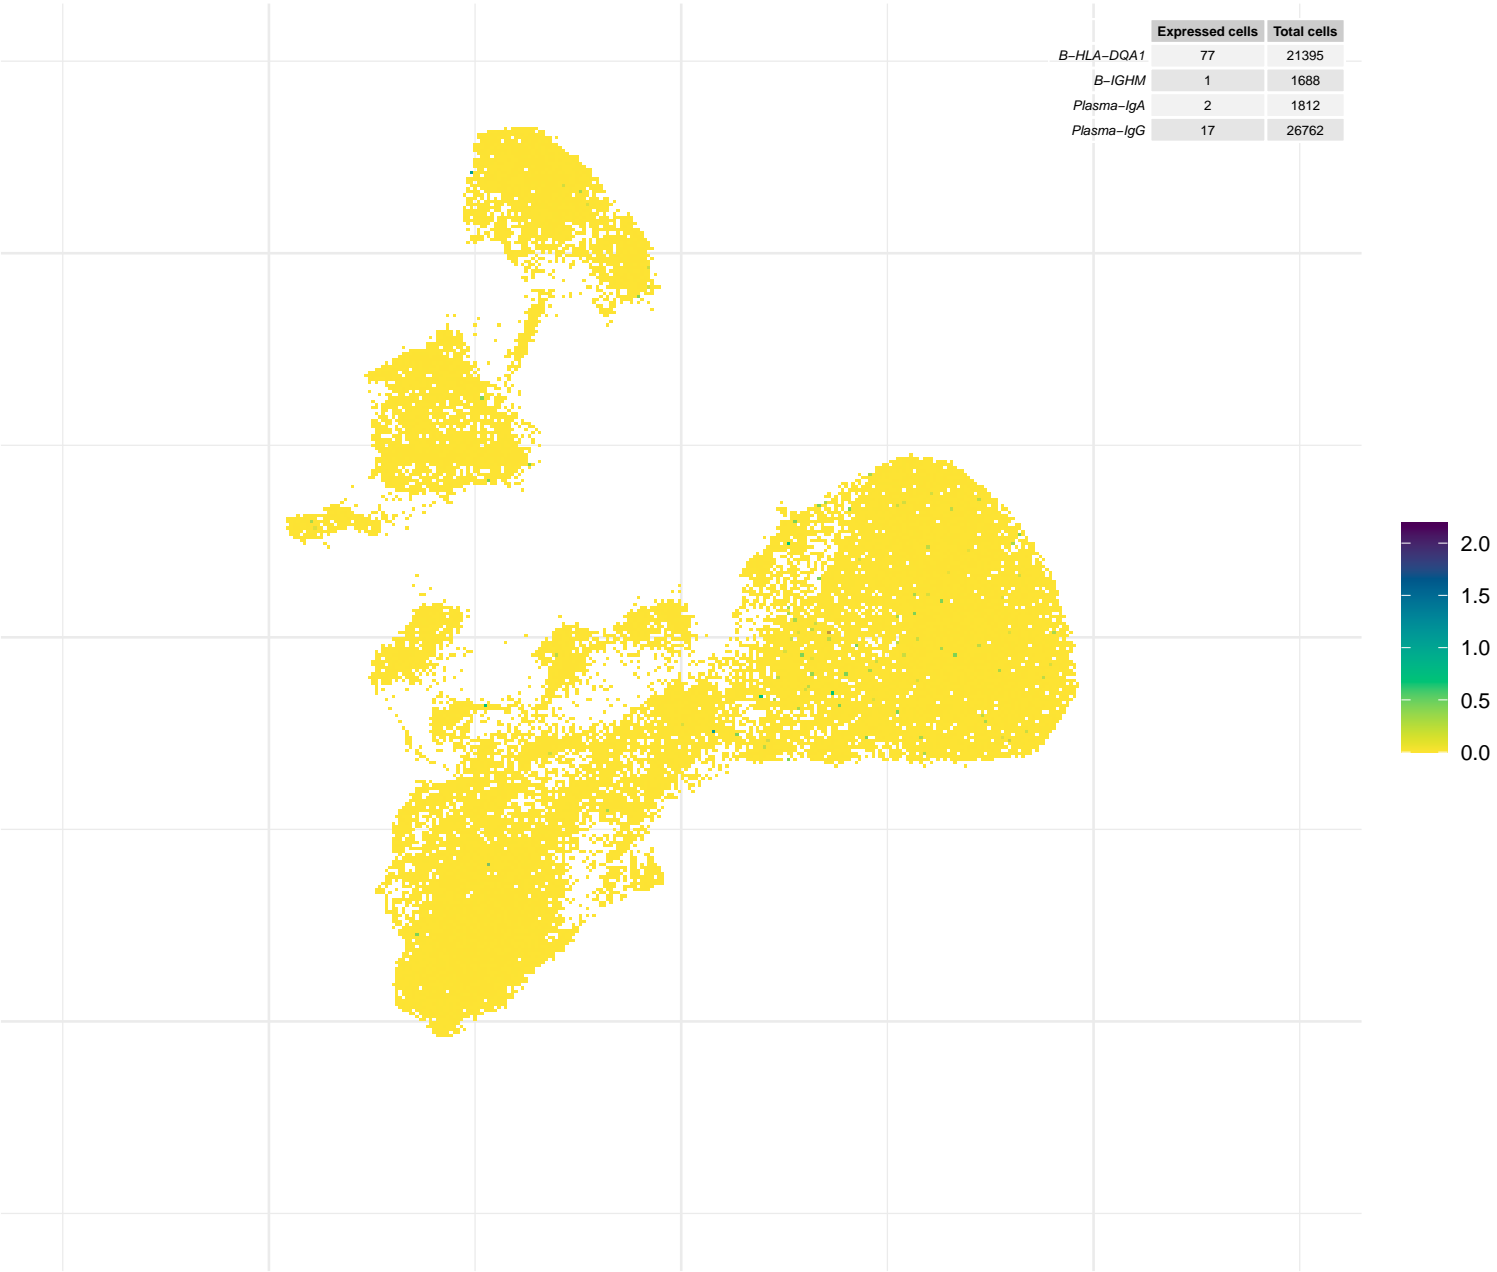 Expressed cells Total cells
B−HLA−DQA1 77 21395
B−IGHM 1 1688
Plasma−IgA 2 1812
Plasma−IgG 17 26762
2.0
1.5
1.0
0.5
0.0